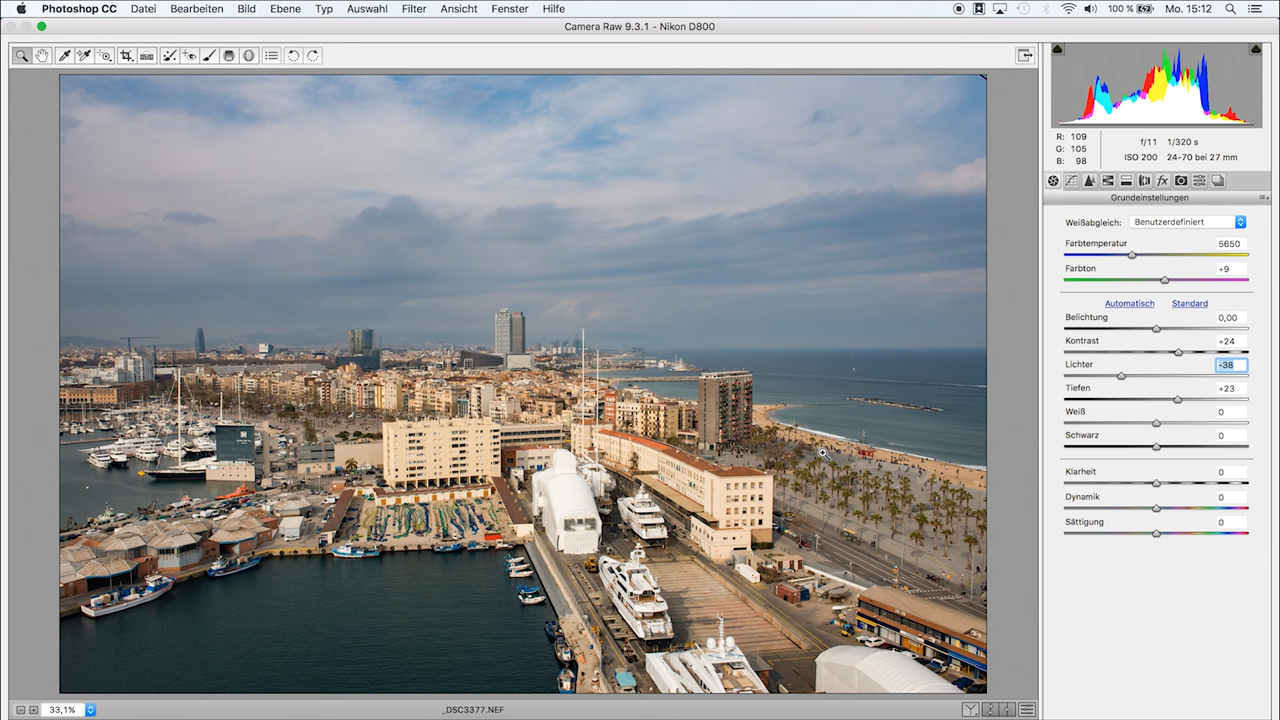 Photoshop CC Datei Bearbeiten Bild Ebene Typ Auswahl Filter Ansicht Fenster Hilfe 100 % Mo. 15:12
Camera Raw 9.3.1 - Nikon D800
R: 109
G: 105
B: 98
f/11 1/320 s
ISO 200 24-70 bei 27 mm
fx
Grundeinstellungen
Weißabgleich: Benutzerdefiniert
Farbtemperatur 5650
Farbton +9
Automatisch Standard
Belichtung 0,00
Kontrast +24
Lichter -38
Tiefen +23
Weiß 0
Schwarz 0
Klarheit 0
Dynamik 0
Sättigung 0
33,1% _DSC3377.NEF Y